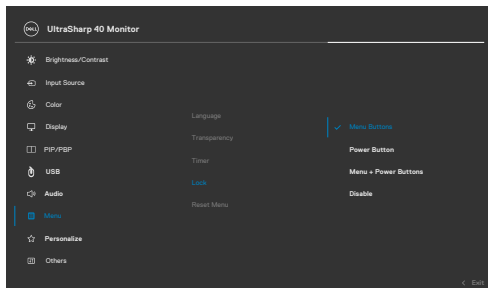 DELL UltraSharp 40 Monitor
Brightness/Contrast
Input Source
Color
Display
PIP/PBP
USB
Audio
Menu
Personalize
Others
Language
Transparency
Timer
Lock
Reset Menu
Menu Buttons
Power Button
Menu + Power Buttons
Disable
Exit